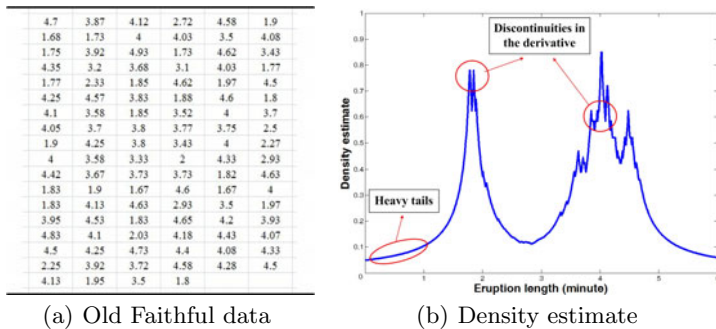 4.7 3.87 4.12 2.72 4.58 1.9
1.68 1.73 4 4.03 3.5 4.08
1.75 3.92 4.93 1.73 4.62 3.43
4.35 3.2 3.68 3.1 4.03 1.77
1.77 2.33 1.85 4.62 1.97 4.5
4.25 4.57 3.83 1.88 4.6 1.8
4.1 3.58 1.85 3.52 4 3.7
4.05 3.7 3.8 3.77 3.75 2.5
1.9 4.25 3.8 3.43 4 2.27
4 3.58 3.33 2 4.33 2.93
4.42 3.67 3.73 3.73 1.82 4.63
1.83 1.9 1.67 4.6 1.67 4
1.83 4.13 4.63 2.93 3.5 1.97
3.95 4.53 1.83 4.65 4.2 3.93
4.83 4.1 2.03 4.18 4.43 4.07
4.5 4.25 4.73 4.4 4.08 4.33
2.25 3.92 3.72 4.58 4.28 4.5
4.13 1.95 3.5 1.8
(a) Old Faithful data
1
0.9
0.8
0.7
0.6
0.5
0.4
0.3
0.2
0.1
0
Density estimate
Discontinuities in
the derivative
Heavy tails
1 2 3 4 5
Eruption length (minute)
(b) Density estimate